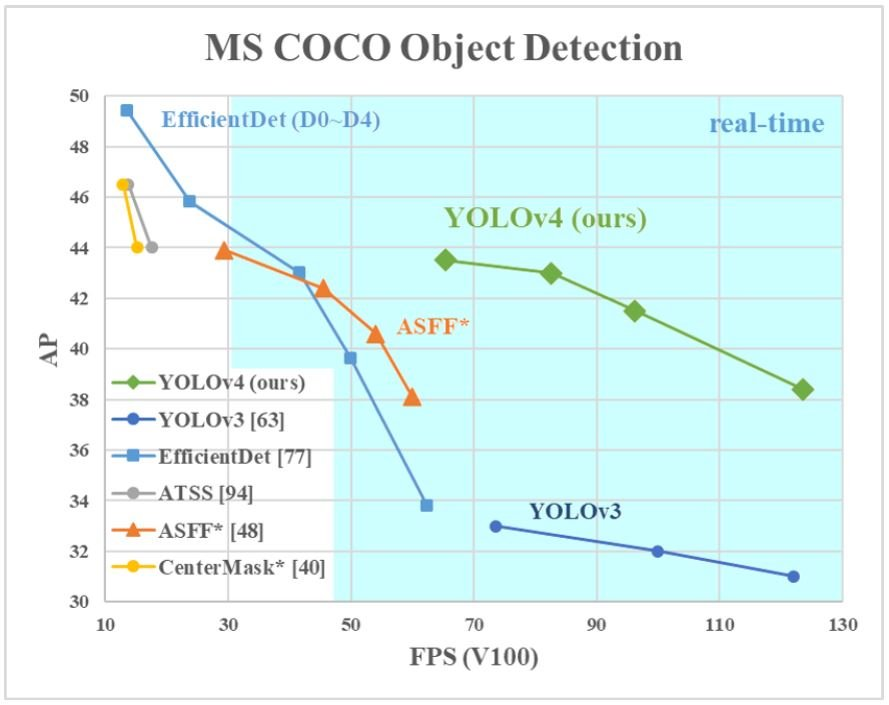 MS COCO Object Detection
50
48
46
44
42
40
38
36
34
32
30
AP
EfficientDet (D0~D4)
real-time
YOLOv4 (ours)
ASFF*
YOLOv3
YOLOv4 (ours)
YOLOv3 [63]
EfficientDet [77]
ATSS [94]
ASFF* [48]
CenterMask* [40]
10 30 50 70 90 110 130
FPS (V100)